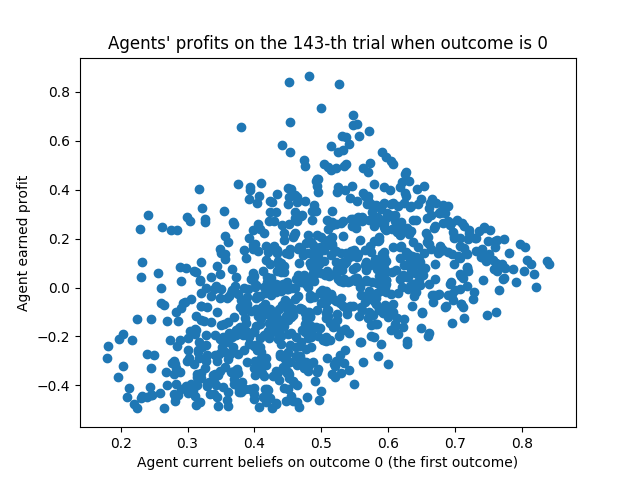 Agents' profits on the 143-th trial when outcome is 0
Agent earned profit
0.8
0.6
0.4
0.2
0.0
−0.2
−0.4
0.2 0.3 0.4 0.5 0.6 0.7 0.8
Agent current beliefs on outcome 0 (the first outcome)